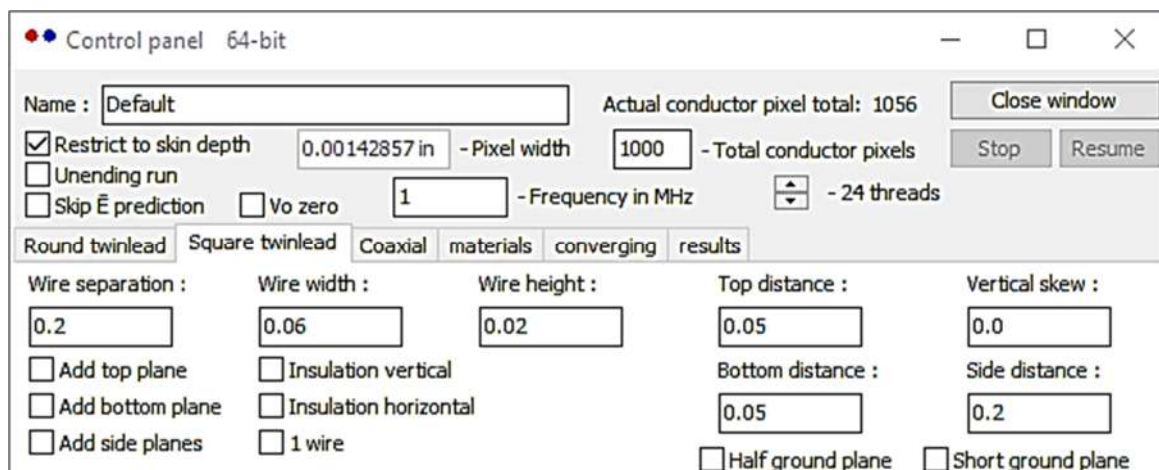 Control panel 64-bit
Name : Default Actual conductor pixel total: 1056 Close window
Restrict to skin depth 0.00142857 in - Pixel width 1000 - Total conductor pixels Stop Resume
Unending run
Skip Ē prediction Vo zero 1 - Frequency in MHz - 24 threads
Round twinlead Square twinlead Coaxial materials converging results
Wire separation : Wire width : Wire height : Top distance : Vertical skew :
0.2 0.06 0.02 0.05 0.0
Add top plane Insulation vertical Bottom distance : Side distance :
Add bottom plane Insulation horizontal 0.05 0.2
Add side planes 1 wire
Half ground plane Short ground plane